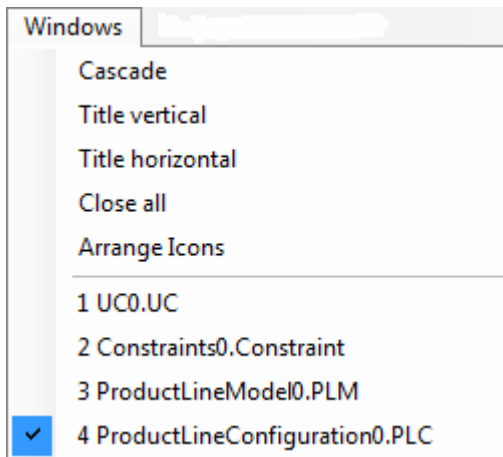 Windows
Cascade
Title vertical
Title horizontal
Close all
Arrange Icons
1 UC0.UC
2 Constraints0.Constraint
3 ProductLineModel0.PLM
4 ProductLineConfiguration0.PLC